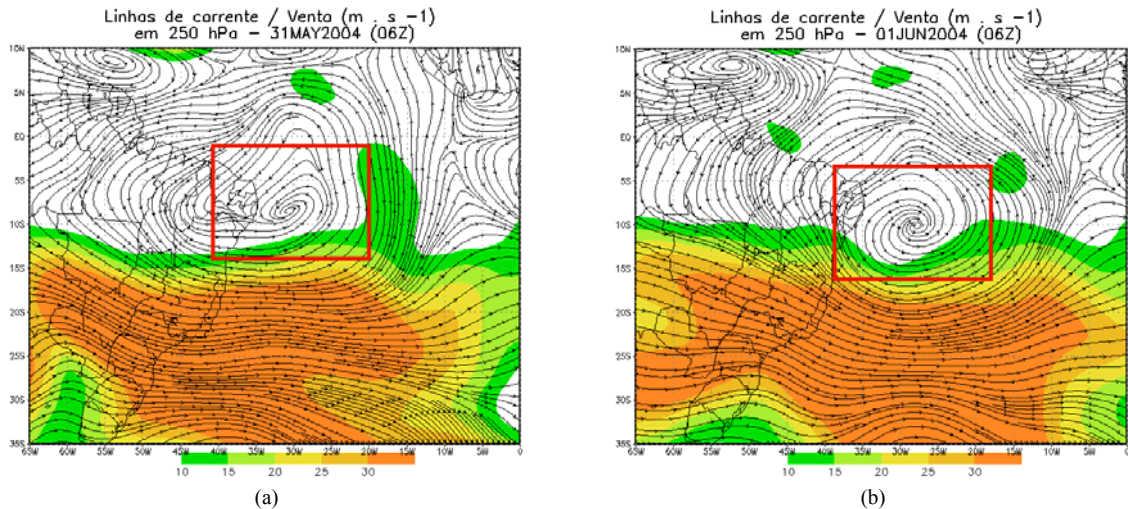 Linhas de corrente / Venta (m . s −1)
em 250 hPa − 31MAY2004 (06Z)
10N
5N
EQ
5S
10S
15S
20S
25S
30S
35S
65W 60W 55W 50W 45W 40W 35W 30W 25W 20W 15W 10W 5W 0
10 15 20 25 30
(a)
Linhas de corrente / Venta (m . s −1)
em 250 hPa − 01JUN2004 (06Z)
10N
5N
EQ
5S
10S
15S
20S
25S
30S
35S
65W 60W 55W 50W 45W 40W 35W 30W 25W 20W 15W 10W 5W 0
10 15 20 25 30
(b)